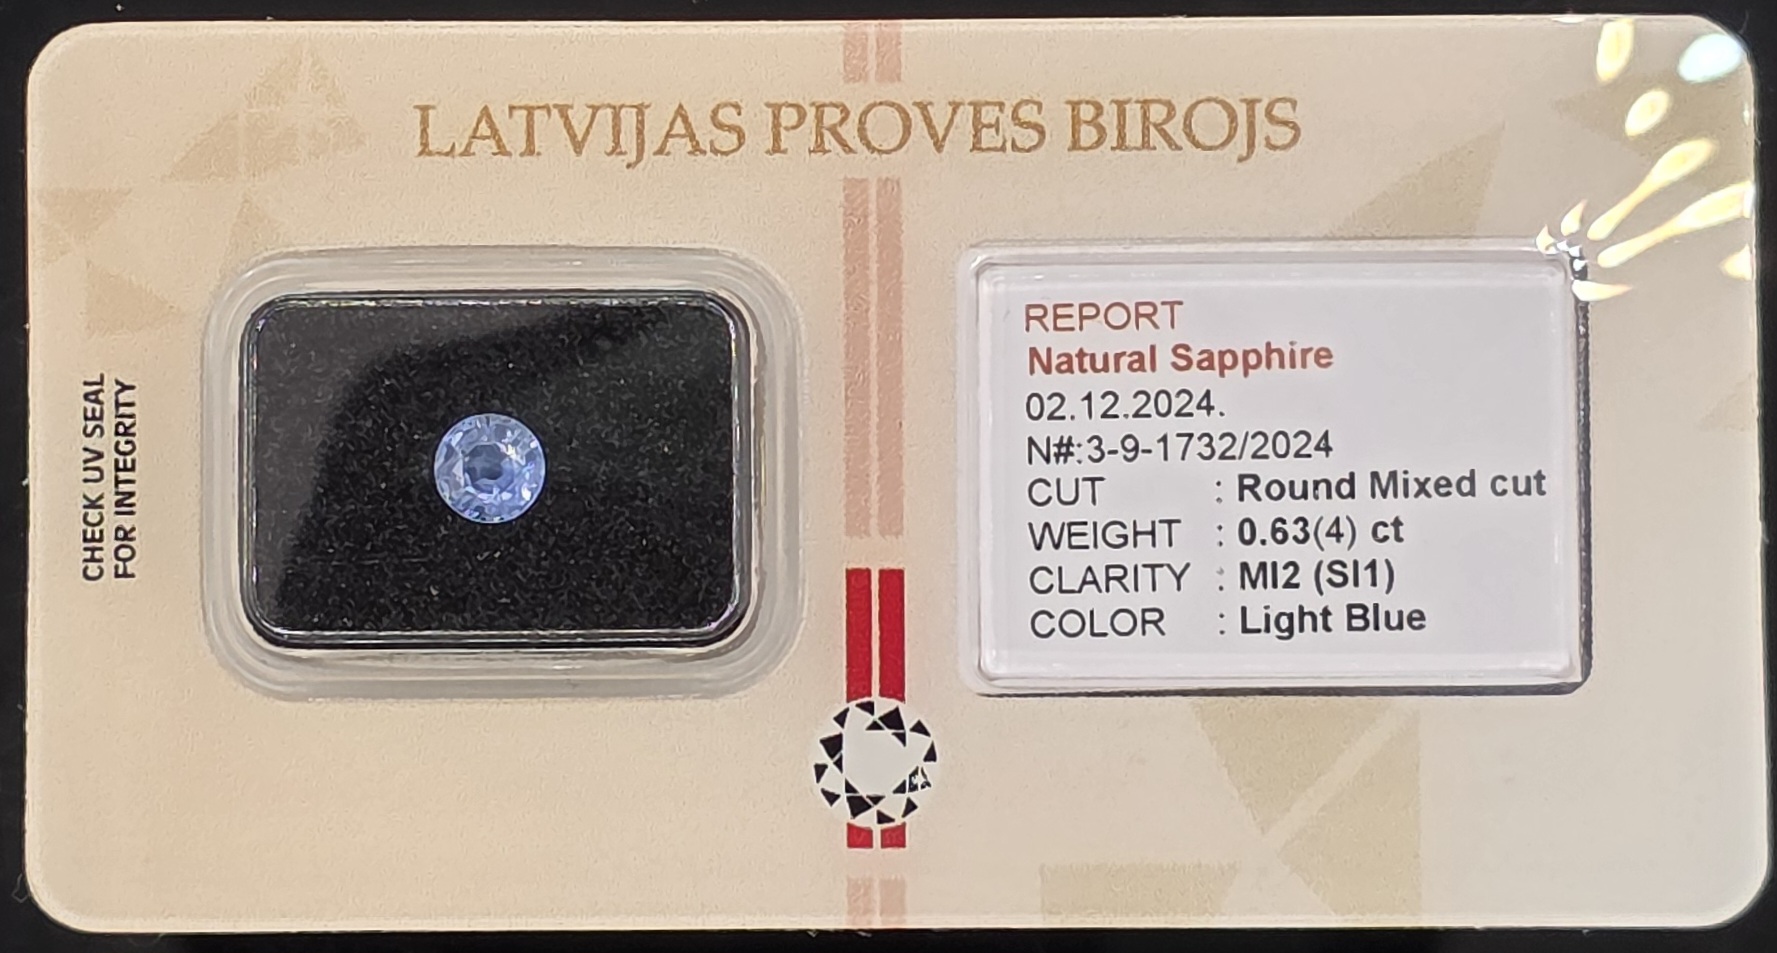 LATVIJAS PROVES BIROJS
CHECK UV SEAL
FOR INTEGRITY
REPORT
Natural Sapphire
02.12.2024.
N#:3-9-1732/2024
CUT : Round Mixed cut
WEIGHT : 0.63(4) ct
CLARITY : MI2 (SI1)
COLOR : Light Blue